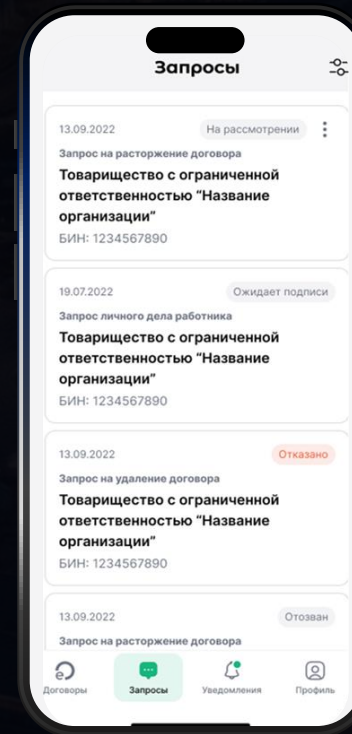 Запросы
13.09.2022 На рассмотрении
Запрос на расторжение договора
Товарищество с ограниченной
ответственностью “Название
организации”
БИН: 1234567890
19.07.2022 Ожидает подписи
Запрос личного дела работника
Товарищество с ограниченной
ответственностью “Название
организации”
БИН: 1234567890
13.09.2022 Отказано
Запрос на удаление договора
Товарищество с ограниченной
ответственностью “Название
организации”
БИН: 1234567890
13.09.2022 Отозван
Запрос на расторжение договора
Договоры Запросы Уведомления Профиль